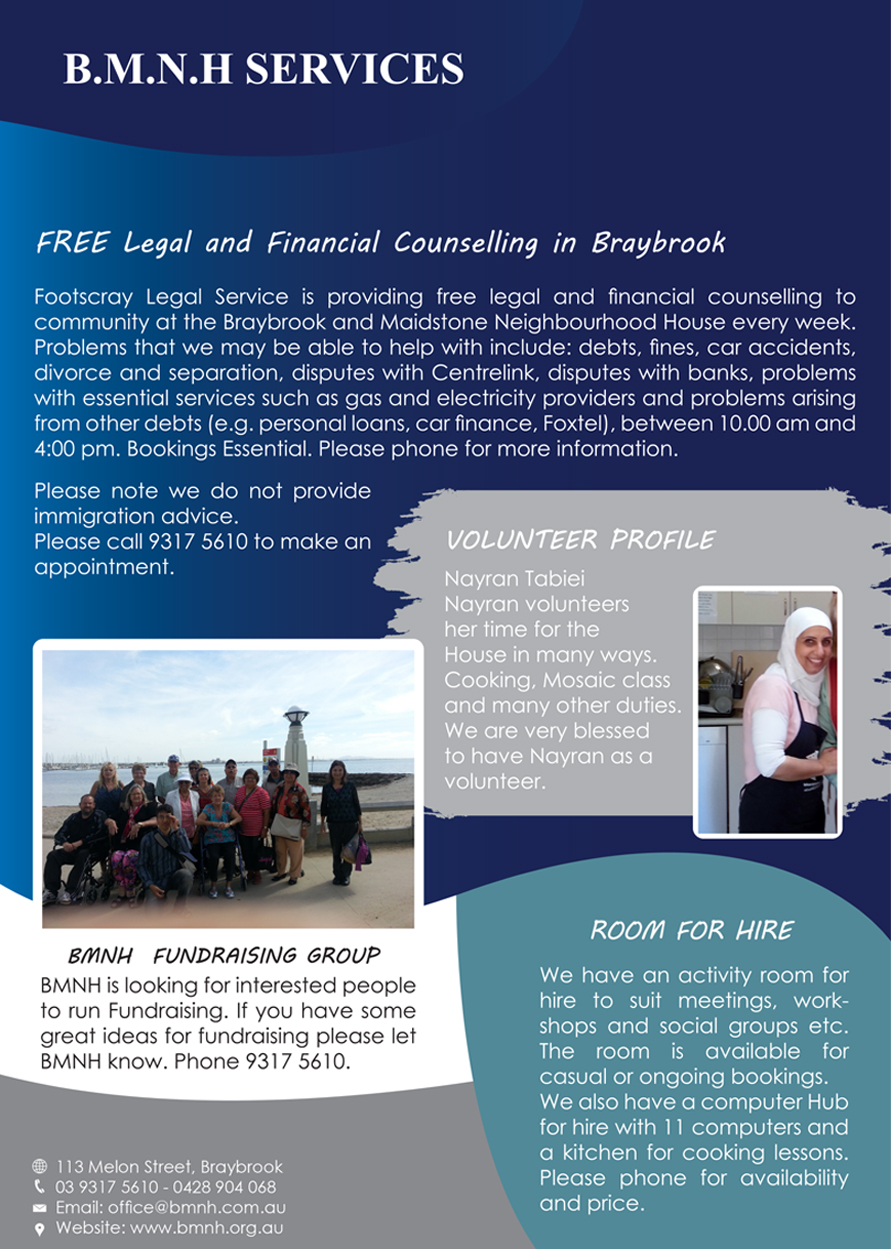 B.M.N.H SERVICES
FREE Legal and Financial Counselling in Braybrook
Footscray Legal Service is providing free legal and financial counselling to
community at the Braybrook and Maidstone Neighbourhood House every week.
Problems that we may be able to help with include: debts, fines, car accidents,
divorce and separation, disputes with Centrelink, disputes with banks, problems
with essential services such as gas and electricity providers and problems arising
from other debts (e.g. personal loans, car finance, Foxtel), between 10.00 am and
4:00 pm. Bookings Essential. Please phone for more information.
Please note we do not provide
immigration advice.
Please call 9317 5610 to make an
appointment.
VOLUNTEER PROFILE
Nayran Tabiei
Nayran volunteers
her time for the
House in many ways.
Cooking, Mosaic class
and many other duties.
We are very blessed
to have Nayran as a
volunteer.
BMNH FUNDRAISING GROUP
BMNH is looking for interested people
to run Fundraising. If you have some
great ideas for fundraising please let
BMNH know. Phone 9317 5610.
ROOM FOR HIRE
We have an activity room for
hire to suit meetings, work-
shops and social groups etc.
The room is available for
casual or ongoing bookings.
We also have a computer Hub
for hire with 11 computers and
a kitchen for cooking lessons.
Please phone for availability
and price.
113 Melon Street, Braybrook
03 9317 5610 - 0428 904 068
Email: office@bmnh.com.au
Website: www.bmnh.org.au